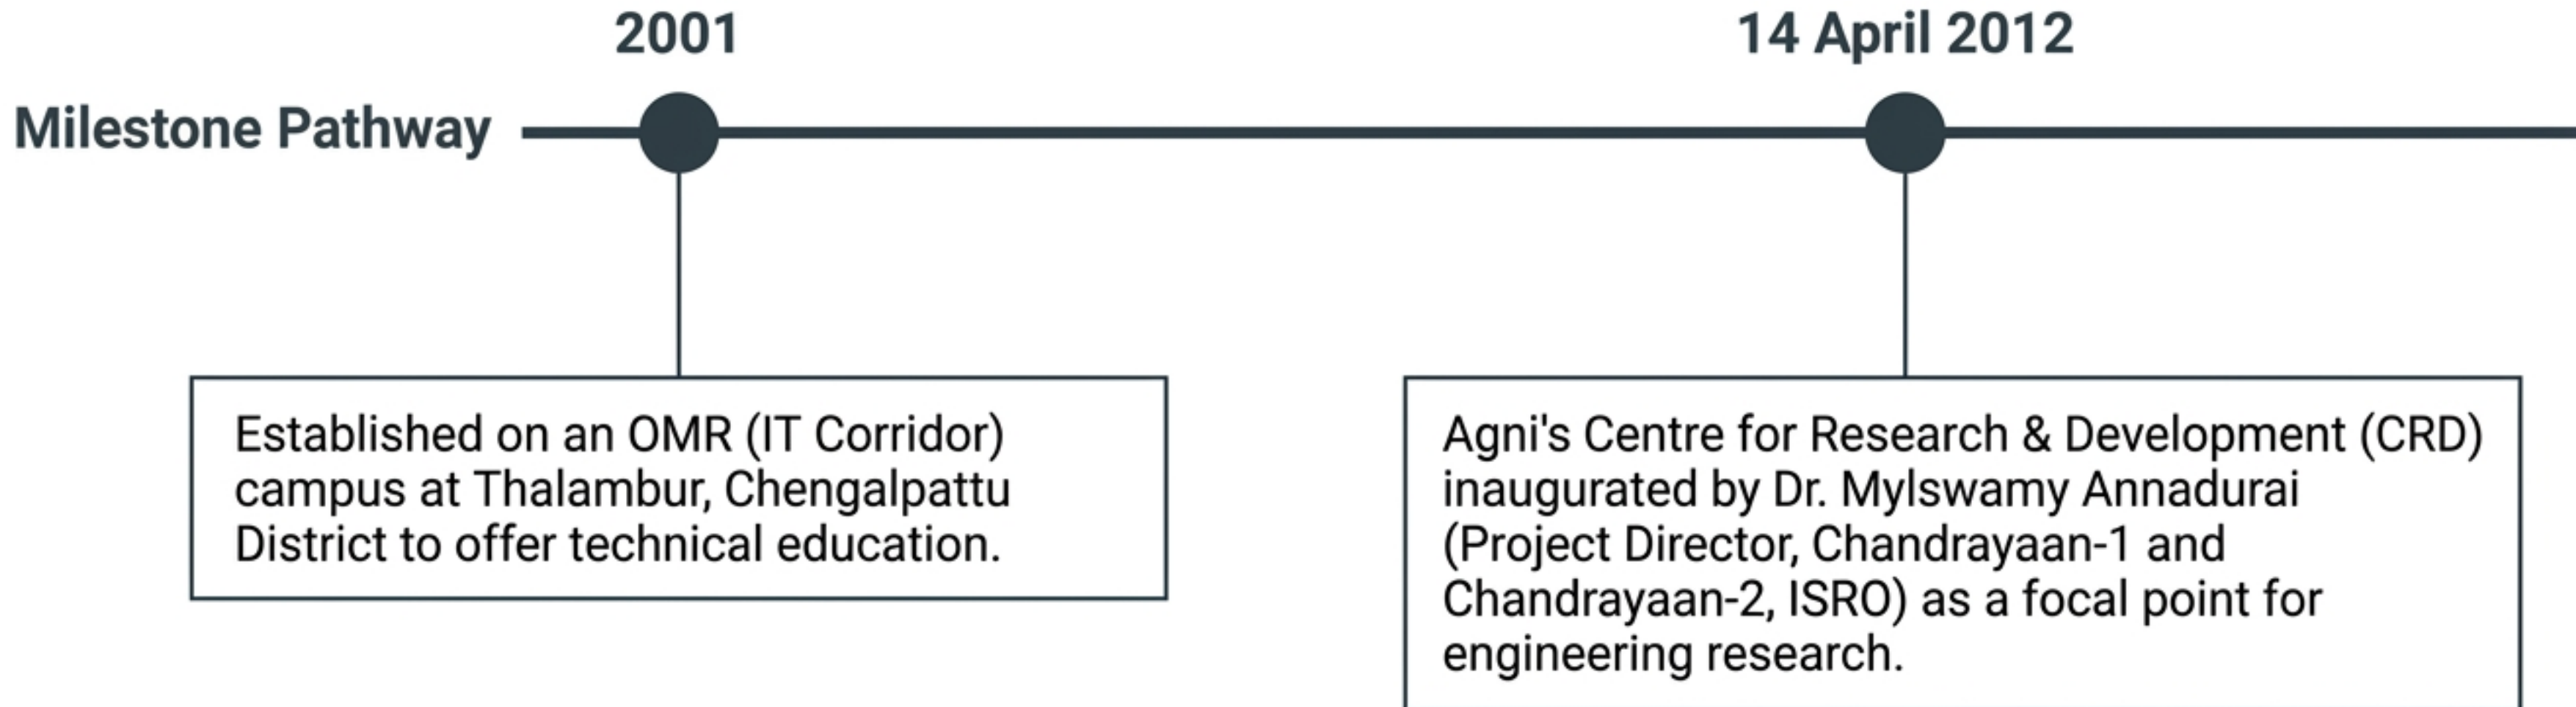 2001
14 April 2012
Milestone Pathway
Established on an OMR (IT Corridor)
campus at Thalambur, Chengalpattu
District to offer technical education.
Agni's Centre for Research & Development (CRD)
inaugurated by Dr. Mylswamy Annadurai
(Project Director, Chandrayaan-1 and
Chandrayaan-2, ISRO) as a focal point for
engineering research.